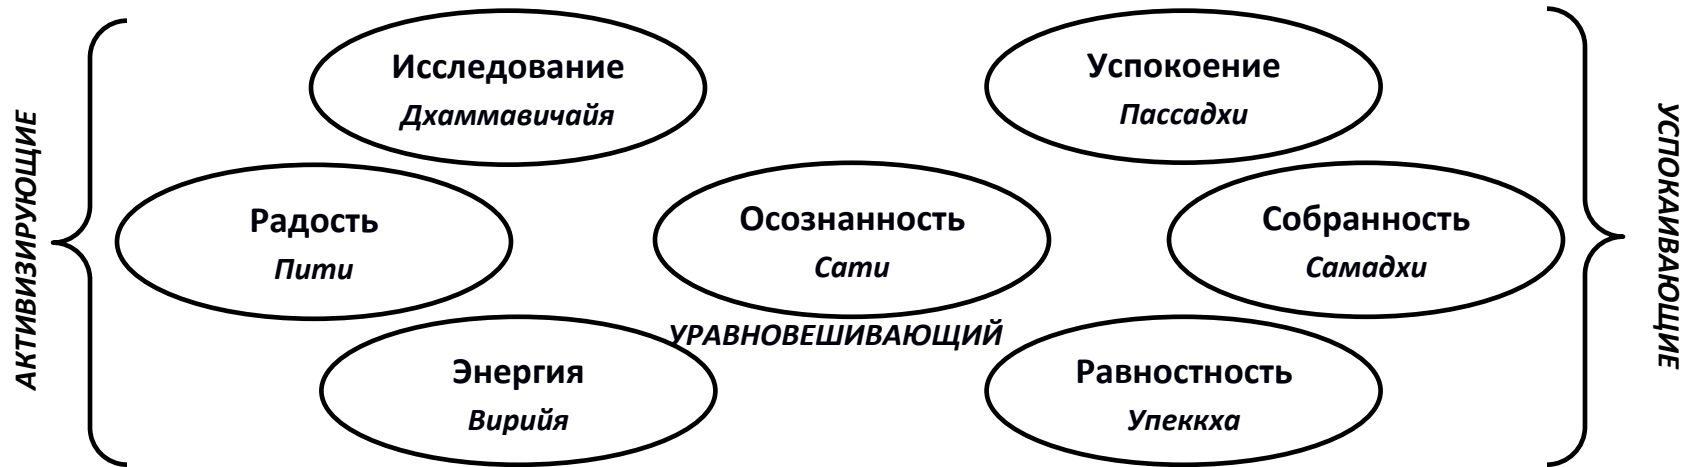 АКТИВИЗИРУЮЩИЕ
Исследование
Дхаммавичайя
Радость
Пити
Энергия
Вирийя
Осознанность
Сати
УРАВНОВЕШИВАЮЩИЙ
Успокоение
Пассадхи
Собранность
Самадхи
Равностность
Упеккха
УСПОКАИВАЮЩИЕ